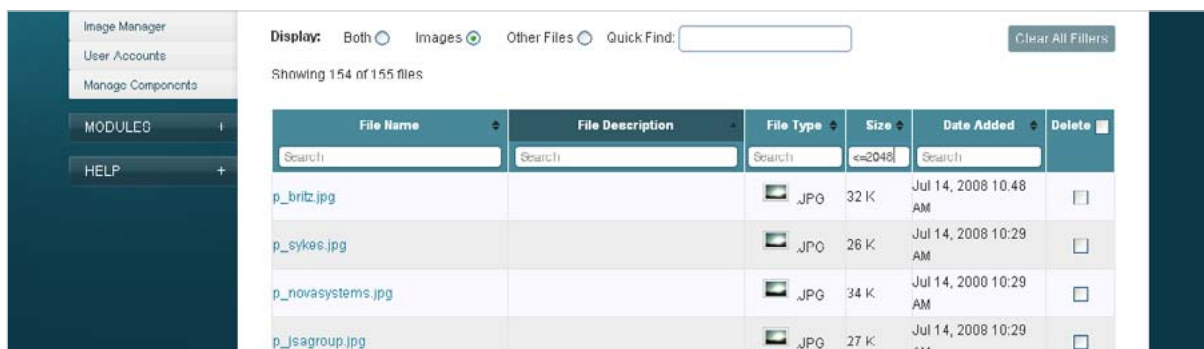 Image Manager
User Accounts
Manage Components
MODULES +
HELP +
Display: Both Images Other Files Quick Find:
Clear All Filters
Showing 154 of 155 files
File Name File Description File Type Size Date Added Delete
Search Search Search <=2048 Search
p_britz.jpg .JPG 32 K Jul 14, 2008 10:48 AM
p_sykes.jpg .JPG 26 K Jul 14, 2008 10:29 AM
p_novasystems.jpg .JPG 34 K Jul 14, 2008 10:29 AM
p_jsagroup.jpg .JPG 27 K Jul 14, 2008 10:29